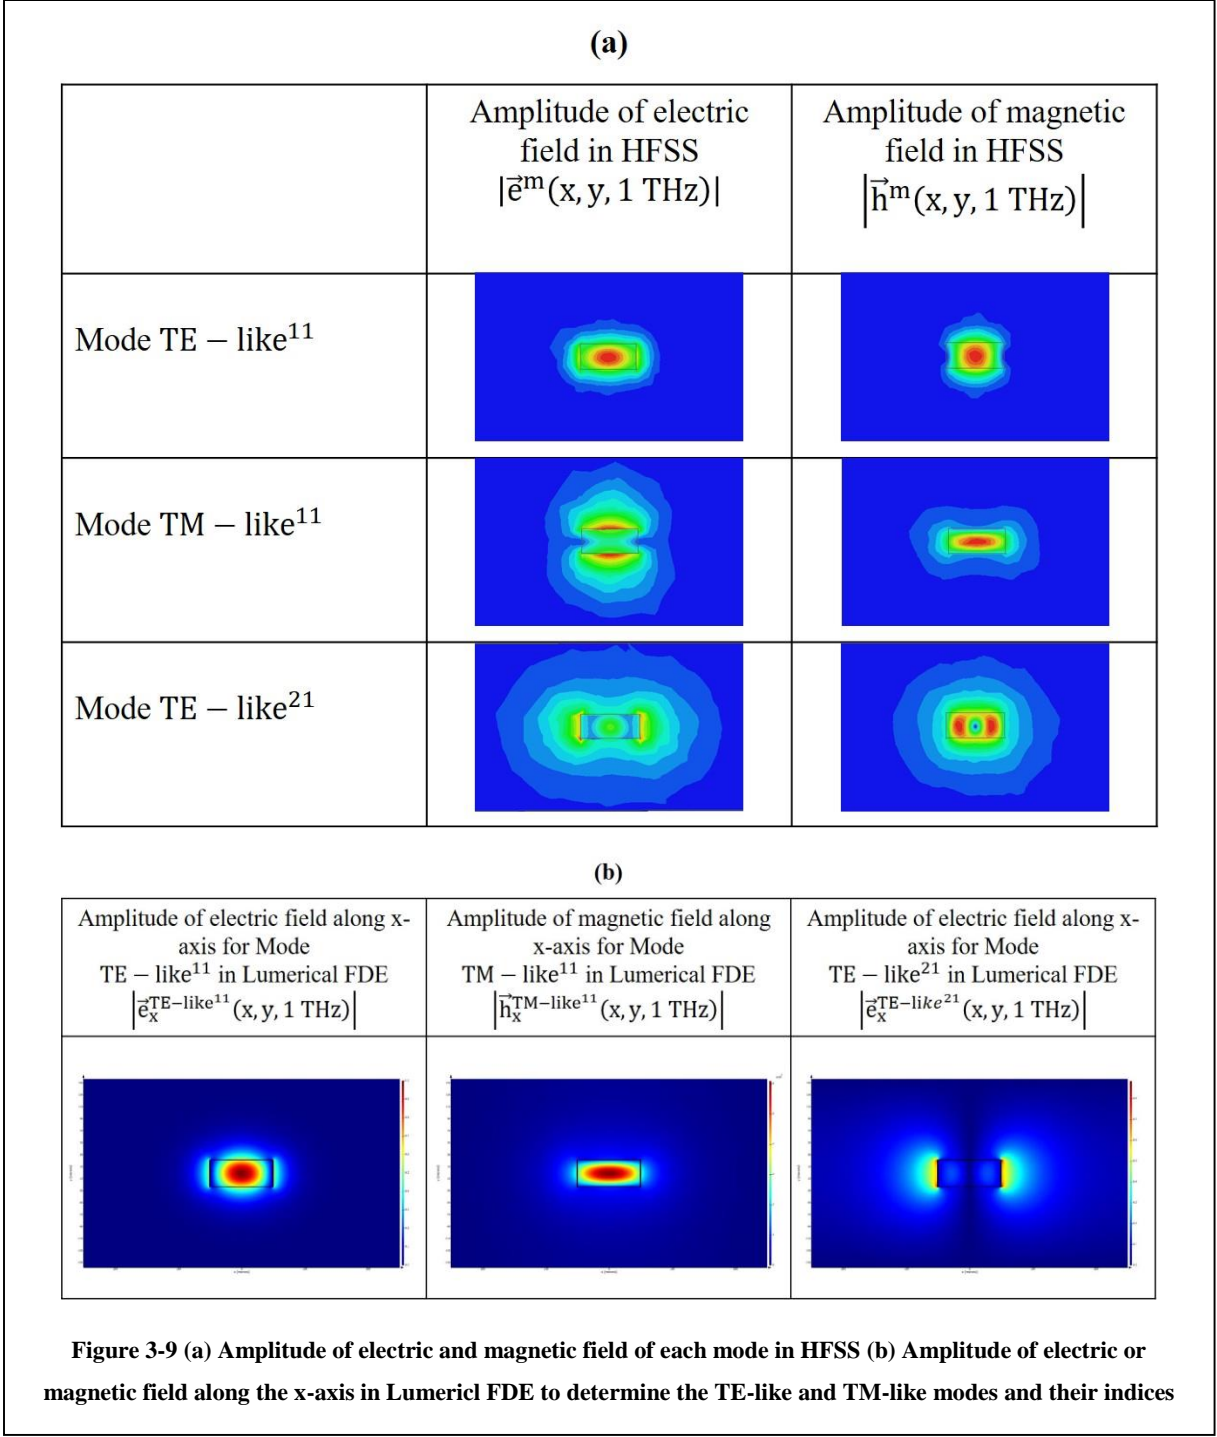 (a)
Amplitude of electric
field in HFSS
|e⃗ᵐ(x, y, 1 THz)|
Amplitude of magnetic
field in HFSS
|h⃗ᵐ(x, y, 1 THz)|
Mode TE − like¹¹
Mode TM − like¹¹
Mode TE − like²¹
(b)
Amplitude of electric field along x-
axis for Mode
TE − like¹¹ in Lumerical FDE
|e⃗ₓ^TE−like¹¹ (x, y, 1 THz)|
Amplitude of magnetic field along
x-axis for Mode
TM − like¹¹ in Lumerical FDE
|h⃗ₓ^TM−like¹¹ (x, y, 1 THz)|
Amplitude of electric field along x-
axis for Mode
TE − like²¹ in Lumerical FDE
|e⃗ₓ^TE−like²¹ (x, y, 1 THz)|
Figure 3-9 (a) Amplitude of electric and magnetic field of each mode in HFSS (b) Amplitude of electric or
magnetic field along the x-axis in Lumericl FDE to determine the TE-like and TM-like modes and their indices